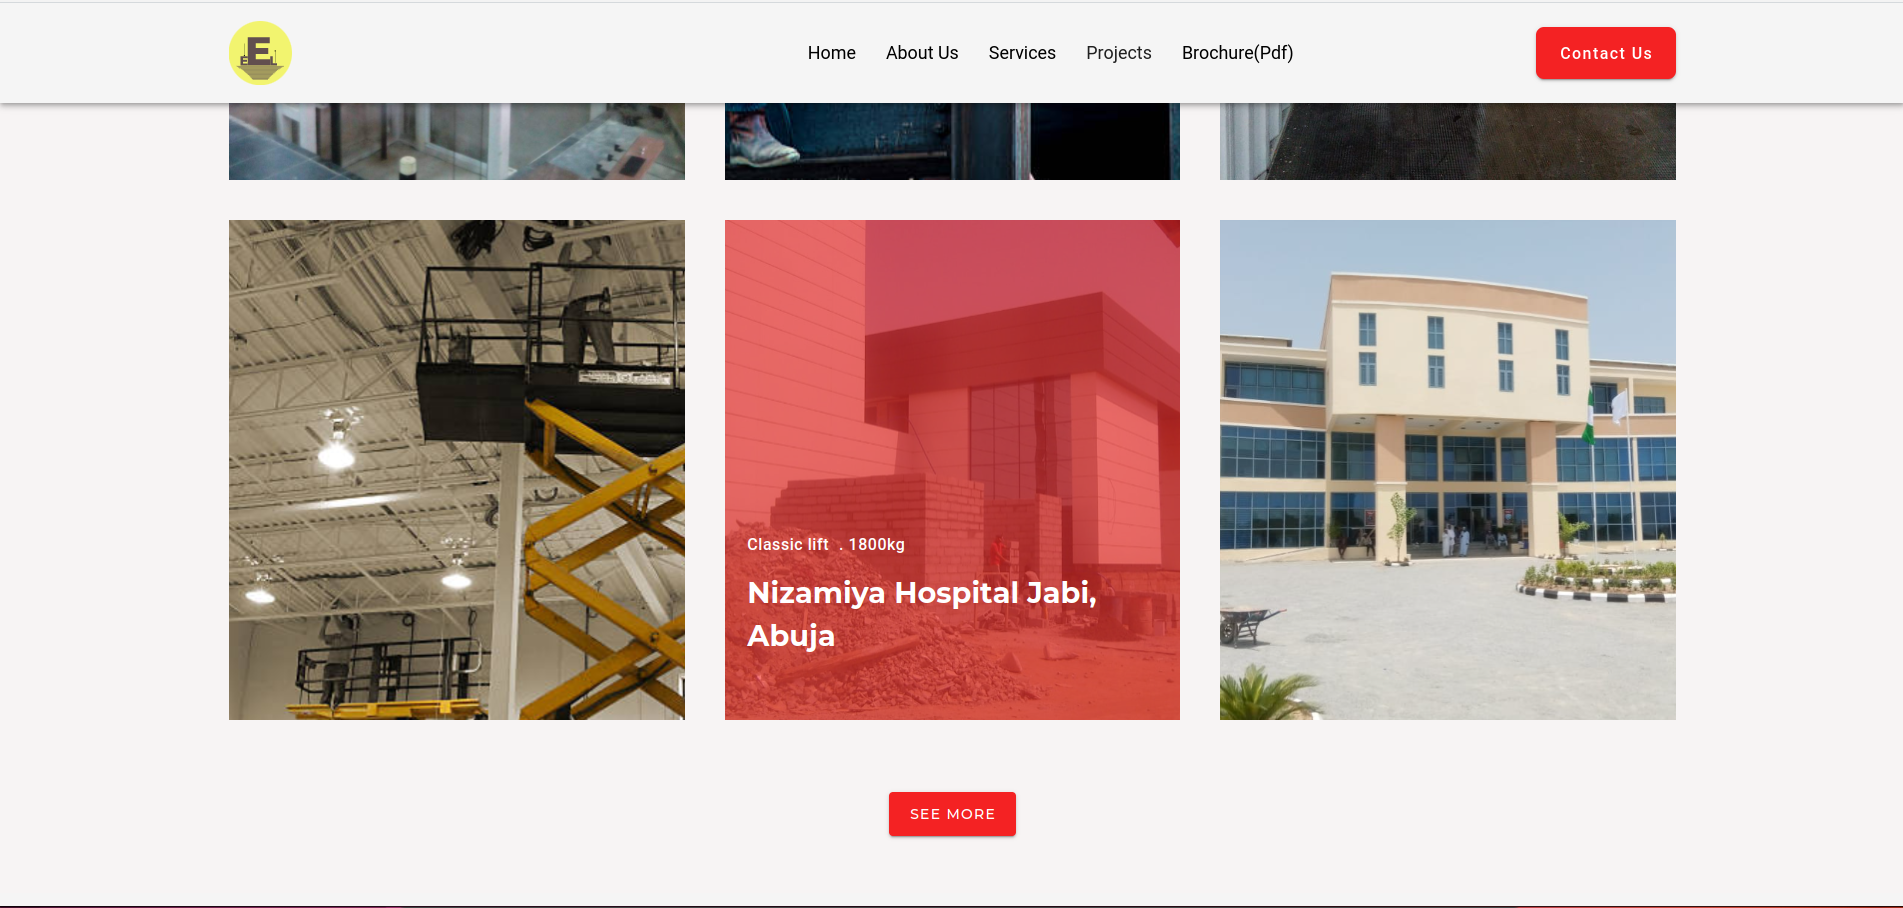 E
Home
About Us
Services
Projects
Brochure(Pdf)
Contact Us
Classic lift . 1800kg
Nizamiya Hospital Jabi,
Abuja
SEE MORE